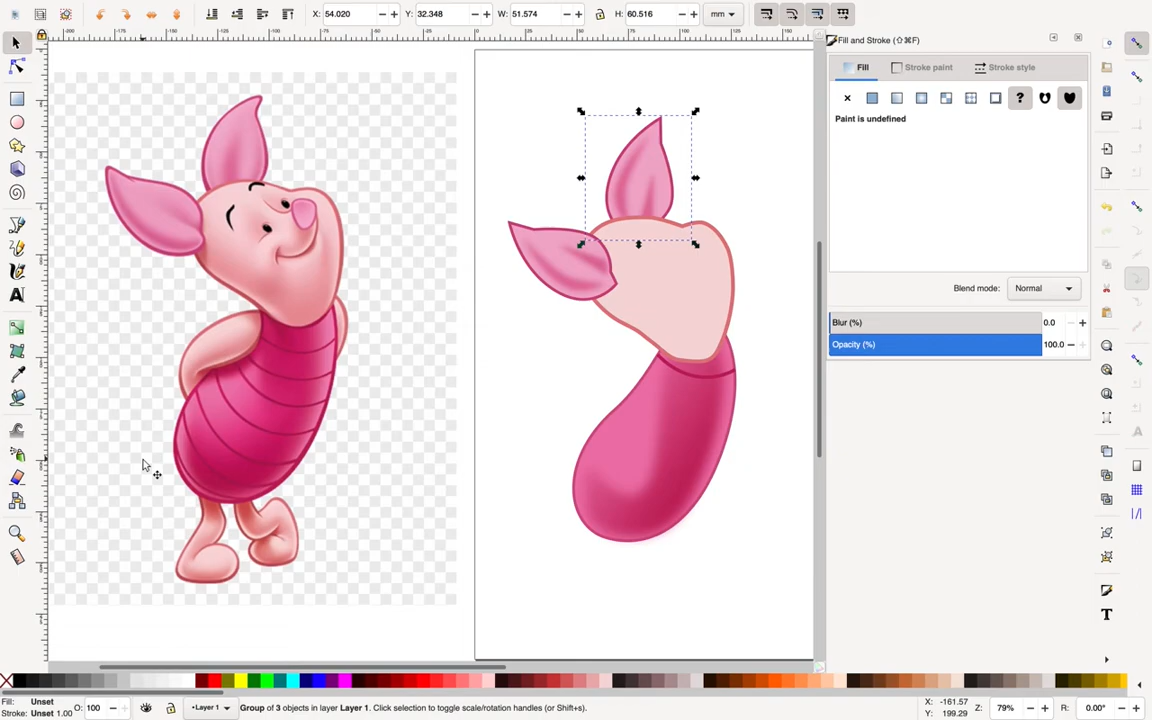 X: 54.020 Y: 32.348 W: 51.574 H: 60.516 mm
Fill and Stroke (⇧⌘F)
Fill Stroke paint Stroke style
Paint is undefined
Blend mode: Normal
Blur (%) 0.0
Opacity (%) 100.0
Fill: Unset
Stroke: Unset 1.00
O: 100
•Layer 1
Group of 3 objects in layer Layer 1. Click selection to toggle scale/rotation handles (or Shift+s).
X: -161.57
Y: 199.29
Z: 79%
R: 0.00°